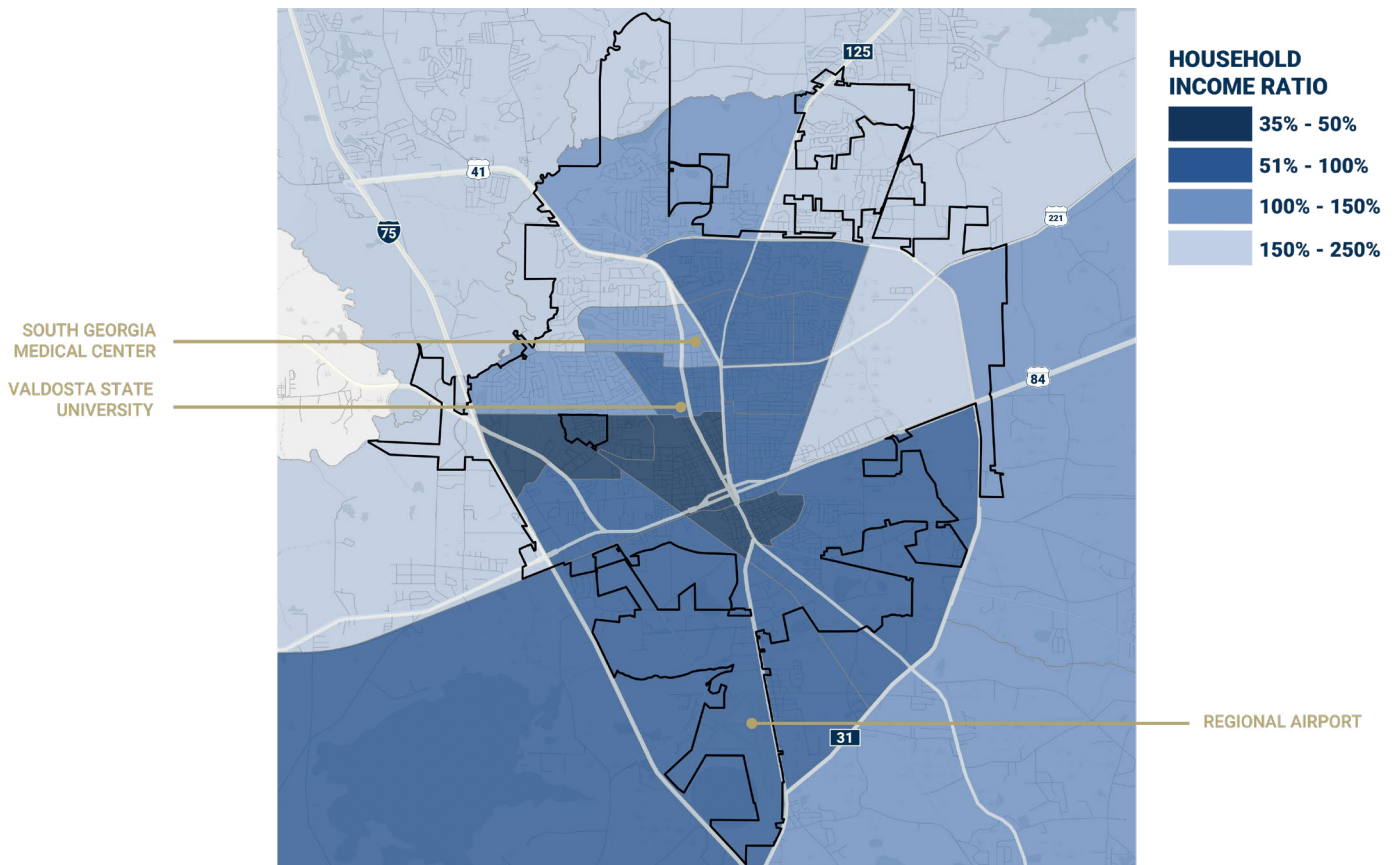 125
41
75
221
84
31
SOUTH GEORGIA
MEDICAL CENTER
VALDOSTA STATE
UNIVERSITY
REGIONAL AIRPORT
HOUSEHOLD
INCOME RATIO
35% - 50%
51% - 100%
100% - 150%
150% - 250%